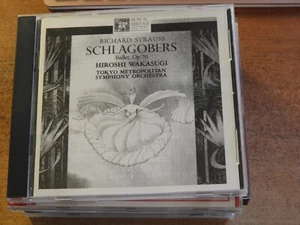 RICHARD STRAUSS
SCHLAGOBERS
Ballet, Op.70
HIROSHI WAKASUGI
TOKYO METROPOLITAN
SYMPHONY ORCHESTRA